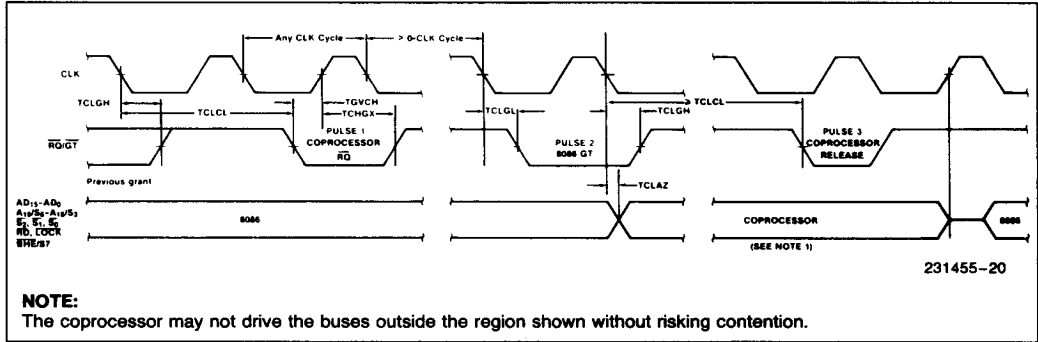 Any CLK Cycle
> 0-CLK Cycle
CLK
TCLGH
TCLCL
TGVCH
TCHGX
TCLGL
TCLCL
TCLGH
RQ/GT
PULSE 1
COPROCESSOR
RQ
PULSE 2
8086 GT
PULSE 3
COPROCESSOR
RELEASE
Previous grant
TCLAZ
AD15-AD0
A19/S6-A16/S3
S2, S1, S0
RD, LOCK
BHE/S7
8086
COPROCESSOR
8086
(SEE NOTE 1)
231455-20
NOTE:
The coprocessor may not drive the buses outside the region shown without risking contention.